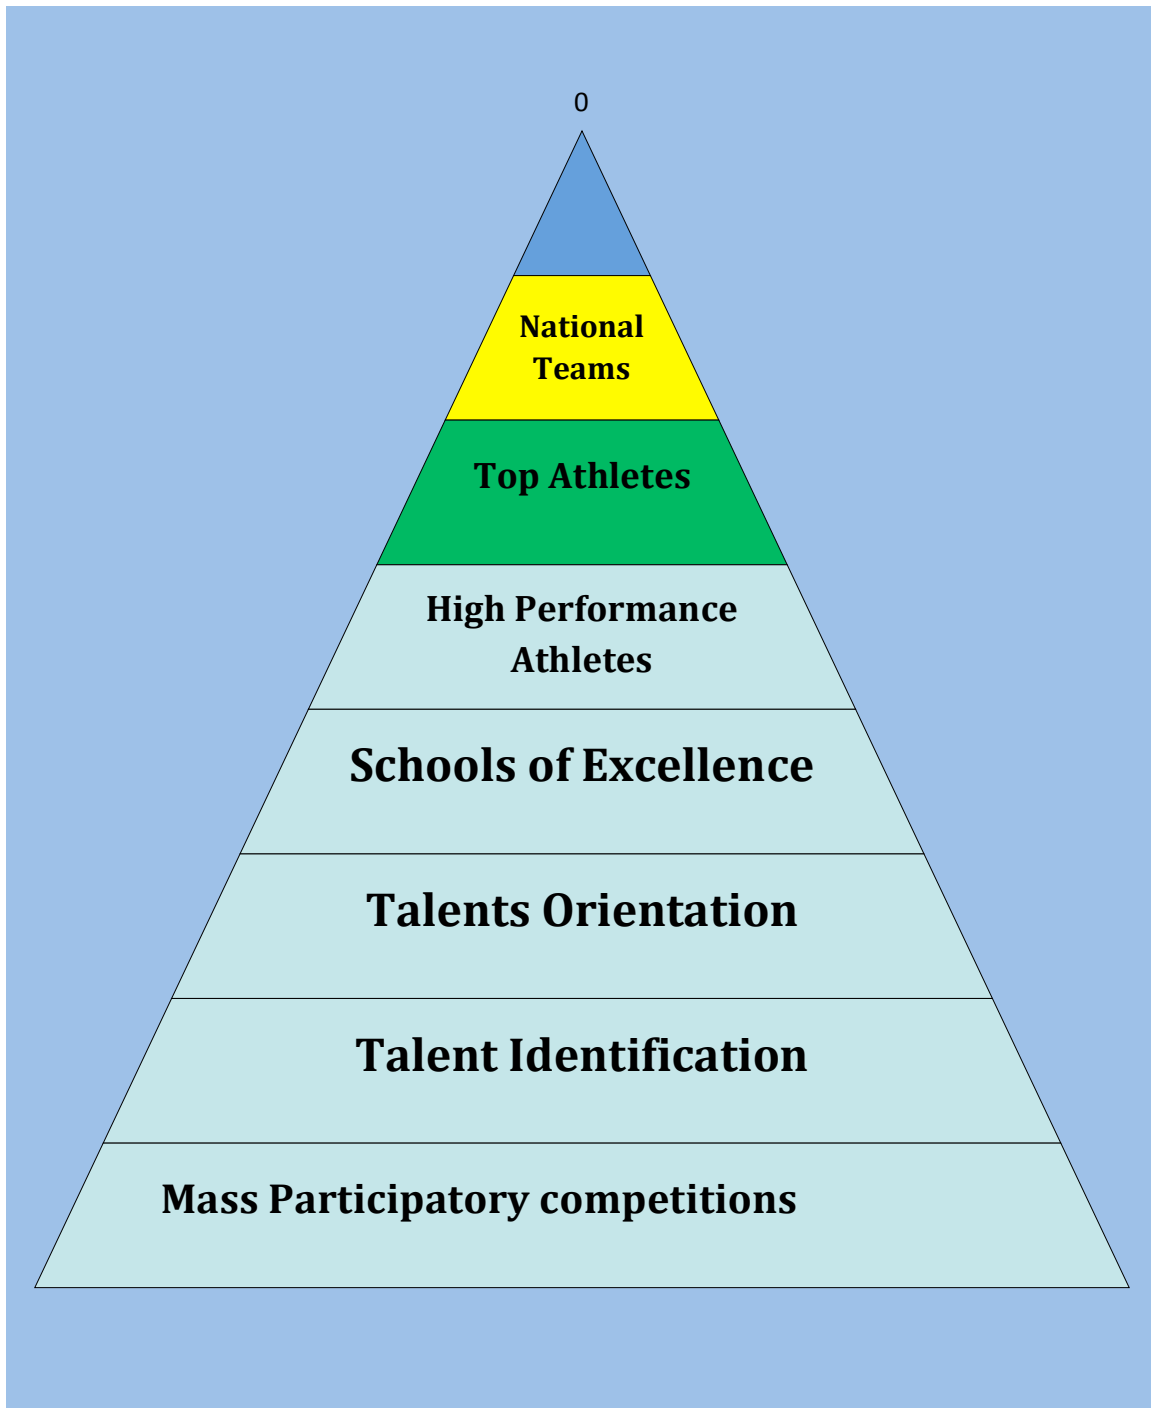 0
National
Teams
Top Athletes
High Performance
Athletes
Schools of Excellence
Talents Orientation
Talent Identification
Mass Participatory competitions